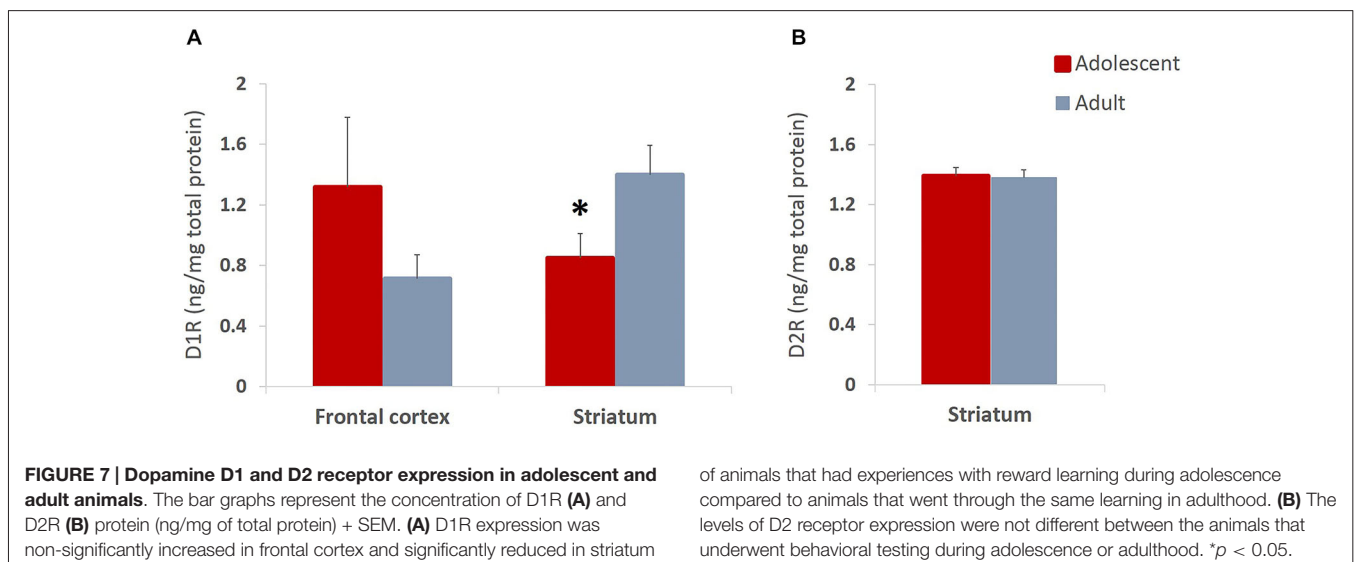 A
B
Adolescent
Adult
D1R (ng/mg total protein)
2
1.6
1.2
0.8
0.4
0
*
Frontal cortex
Striatum
D2R (ng/mg total protein)
2
1.6
1.2
0.8
0.4
0
Striatum
FIGURE 7 | Dopamine D1 and D2 receptor expression in adolescent and
adult animals. The bar graphs represent the concentration of D1R (A) and
D2R (B) protein (ng/mg of total protein) + SEM. (A) D1R expression was
non-significantly increased in frontal cortex and significantly reduced in striatum
of animals that had experiences with reward learning during adolescence
compared to animals that went through the same learning in adulthood. (B) The
levels of D2 receptor expression were not different between the animals that
underwent behavioral testing during adolescence or adulthood. *p < 0.05.